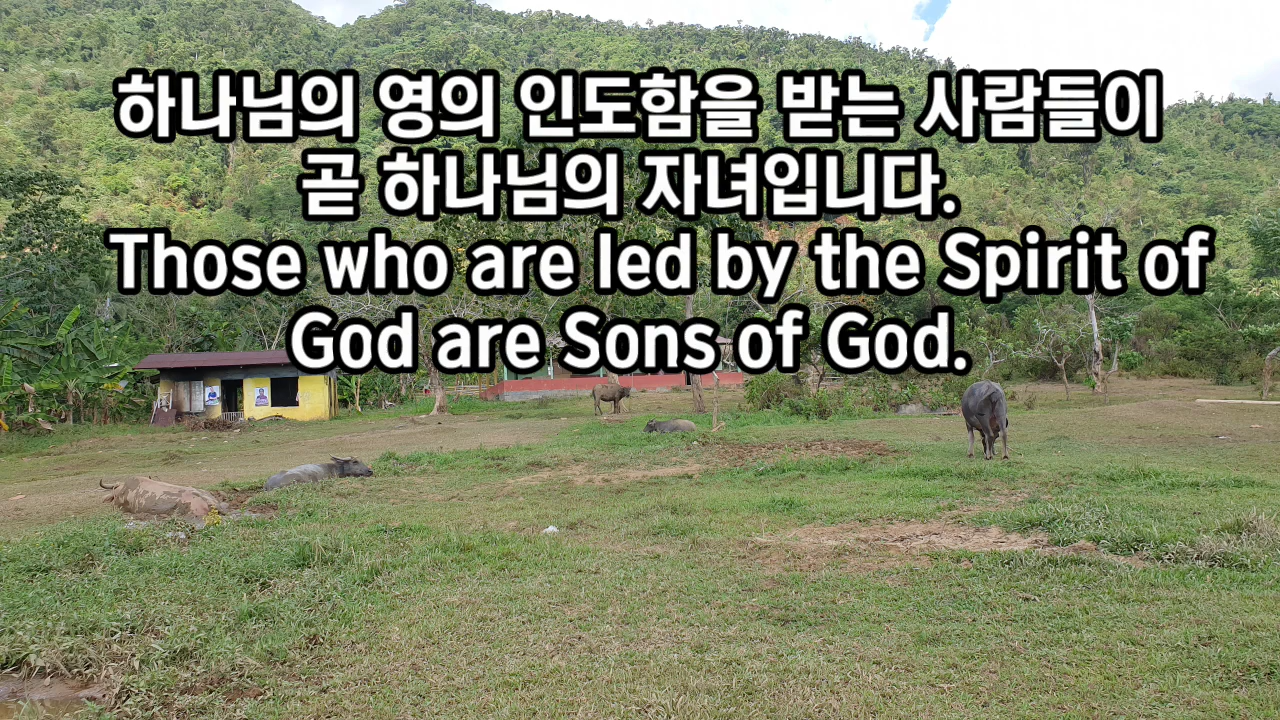 하나님의 영의 인도함을 받는 사람들이
곧 하나님의 자녀입니다.
Those who are led by the Spirit of
God are Sons of God.